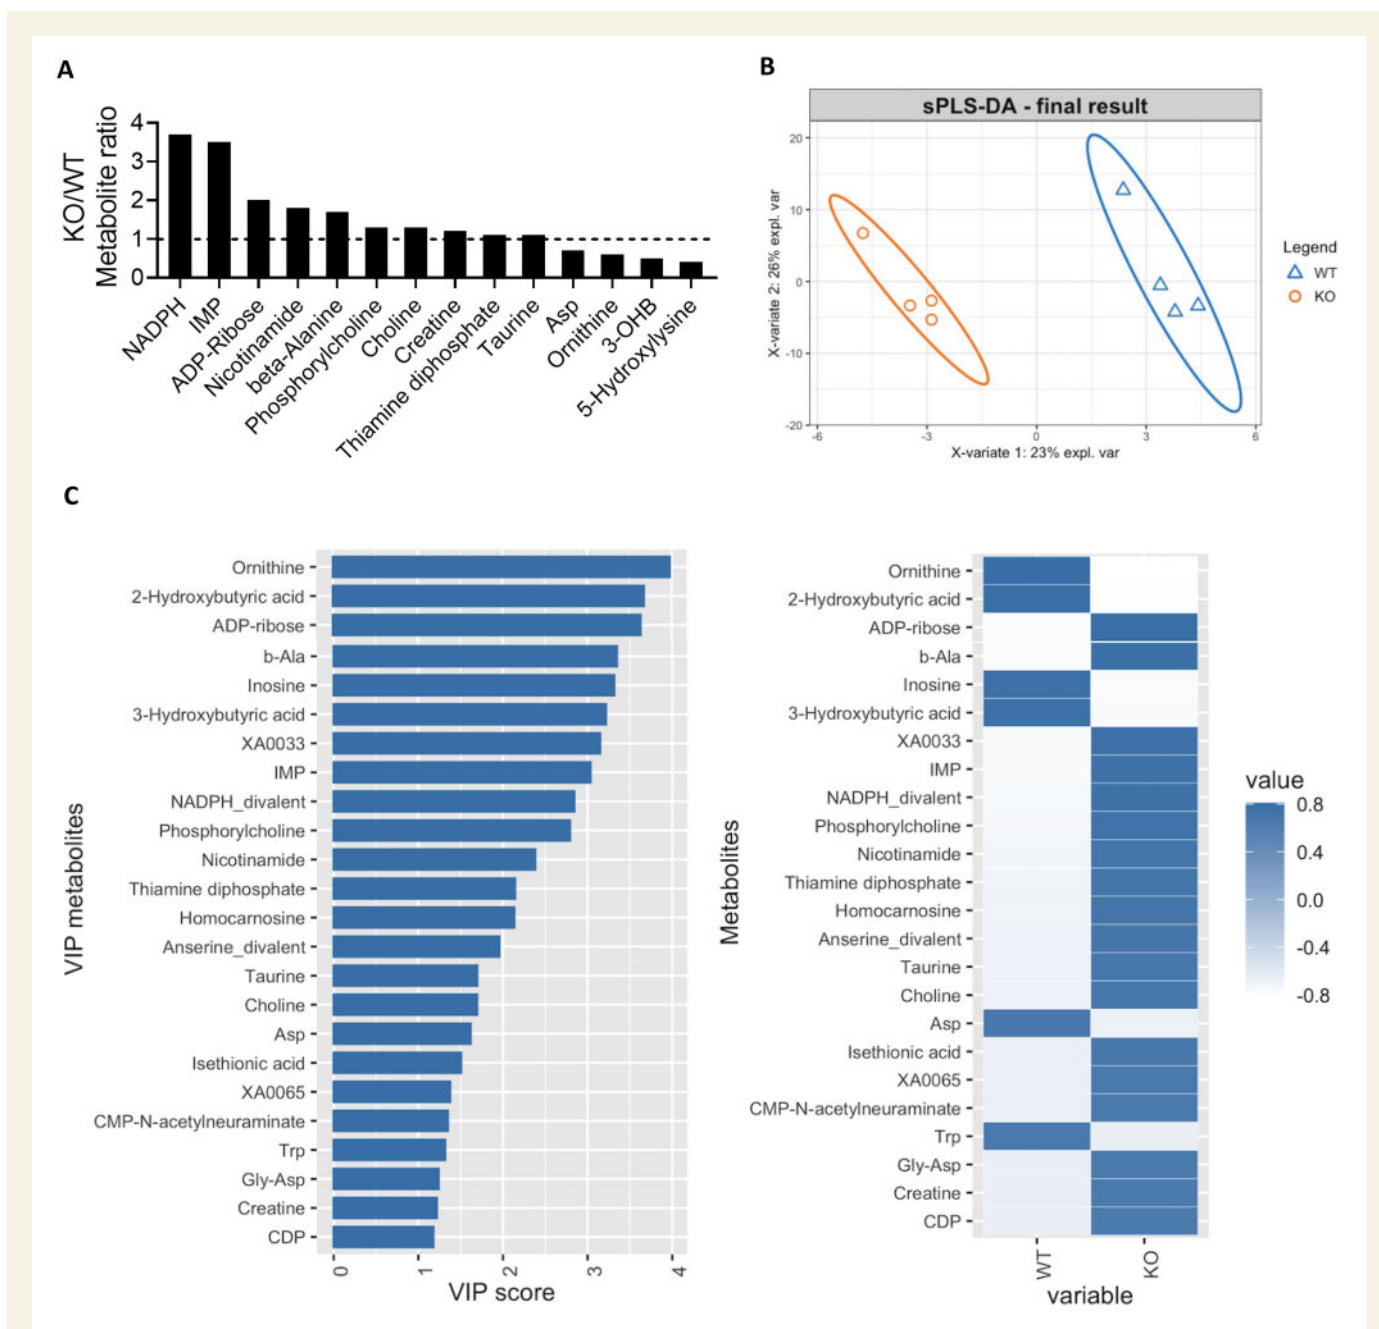 A
KO/WT
Metabolite ratio
4
3
2
1
0
NADPH
IMP
ADP-Ribose
Nicotinamide
beta-Alanine
Phosphorylcholine
Choline
Creatine
Thiamine diphosphate
Taurine
Asp
Ornithine
3-OHB
5-Hydroxylysine
B
sPLS-DA - final result
X-variate 2: 26% expl. var
20
10
0
-10
-20
-6
-3
0
3
6
X-variate 1: 23% expl. var
Legend
WT
KO
C
VIP metabolites
Ornithine
2-Hydroxybutyric acid
ADP-ribose
b-Ala
Inosine
3-Hydroxybutyric acid
XA0033
IMP
NADPH_divalent
Phosphorylcholine
Nicotinamide
Thiamine diphosphate
Homocarnosine
Anserine_divalent
Taurine
Choline
Asp
Isethionic acid
XA0065
CMP-N-acetylneuraminate
Trp
Gly-Asp
Creatine
CDP
0
1
2
3
4
VIP score
Metabolites
Ornithine
2-Hydroxybutyric acid
ADP-ribose
b-Ala
Inosine
3-Hydroxybutyric acid
XA0033
IMP
NADPH_divalent
Phosphorylcholine
Nicotinamide
Thiamine diphosphate
Homocarnosine
Anserine_divalent
Taurine
Choline
Asp
Isethionic acid
XA0065
CMP-N-acetylneuraminate
Trp
Gly-Asp
Creatine
CDP
WT
KO
variable
value
0.8
0.4
0.0
-0.4
-0.8